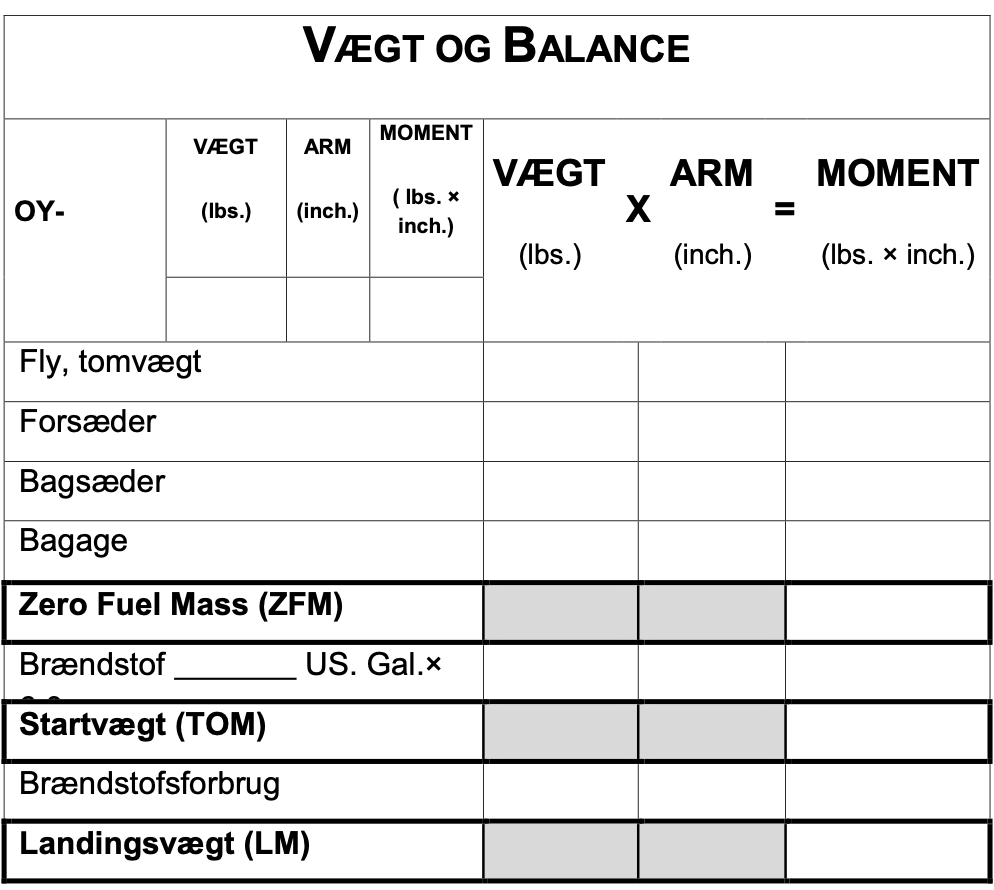 VÆGT OG BALANCE
OY-
VÆGT
(lbs.)
ARM
(inch.)
MOMENT
( lbs. ×
inch.)
VÆGT
(lbs.)
X
ARM
(inch.)
=
MOMENT
(lbs. × inch.)
Fly, tomvægt
Forsæder
Bagsæder
Bagage
Zero Fuel Mass (ZFM)
Brændstof _______ US. Gal.×
Startvægt (TOM)
Brændstofsforbrug
Landingsvægt (LM)